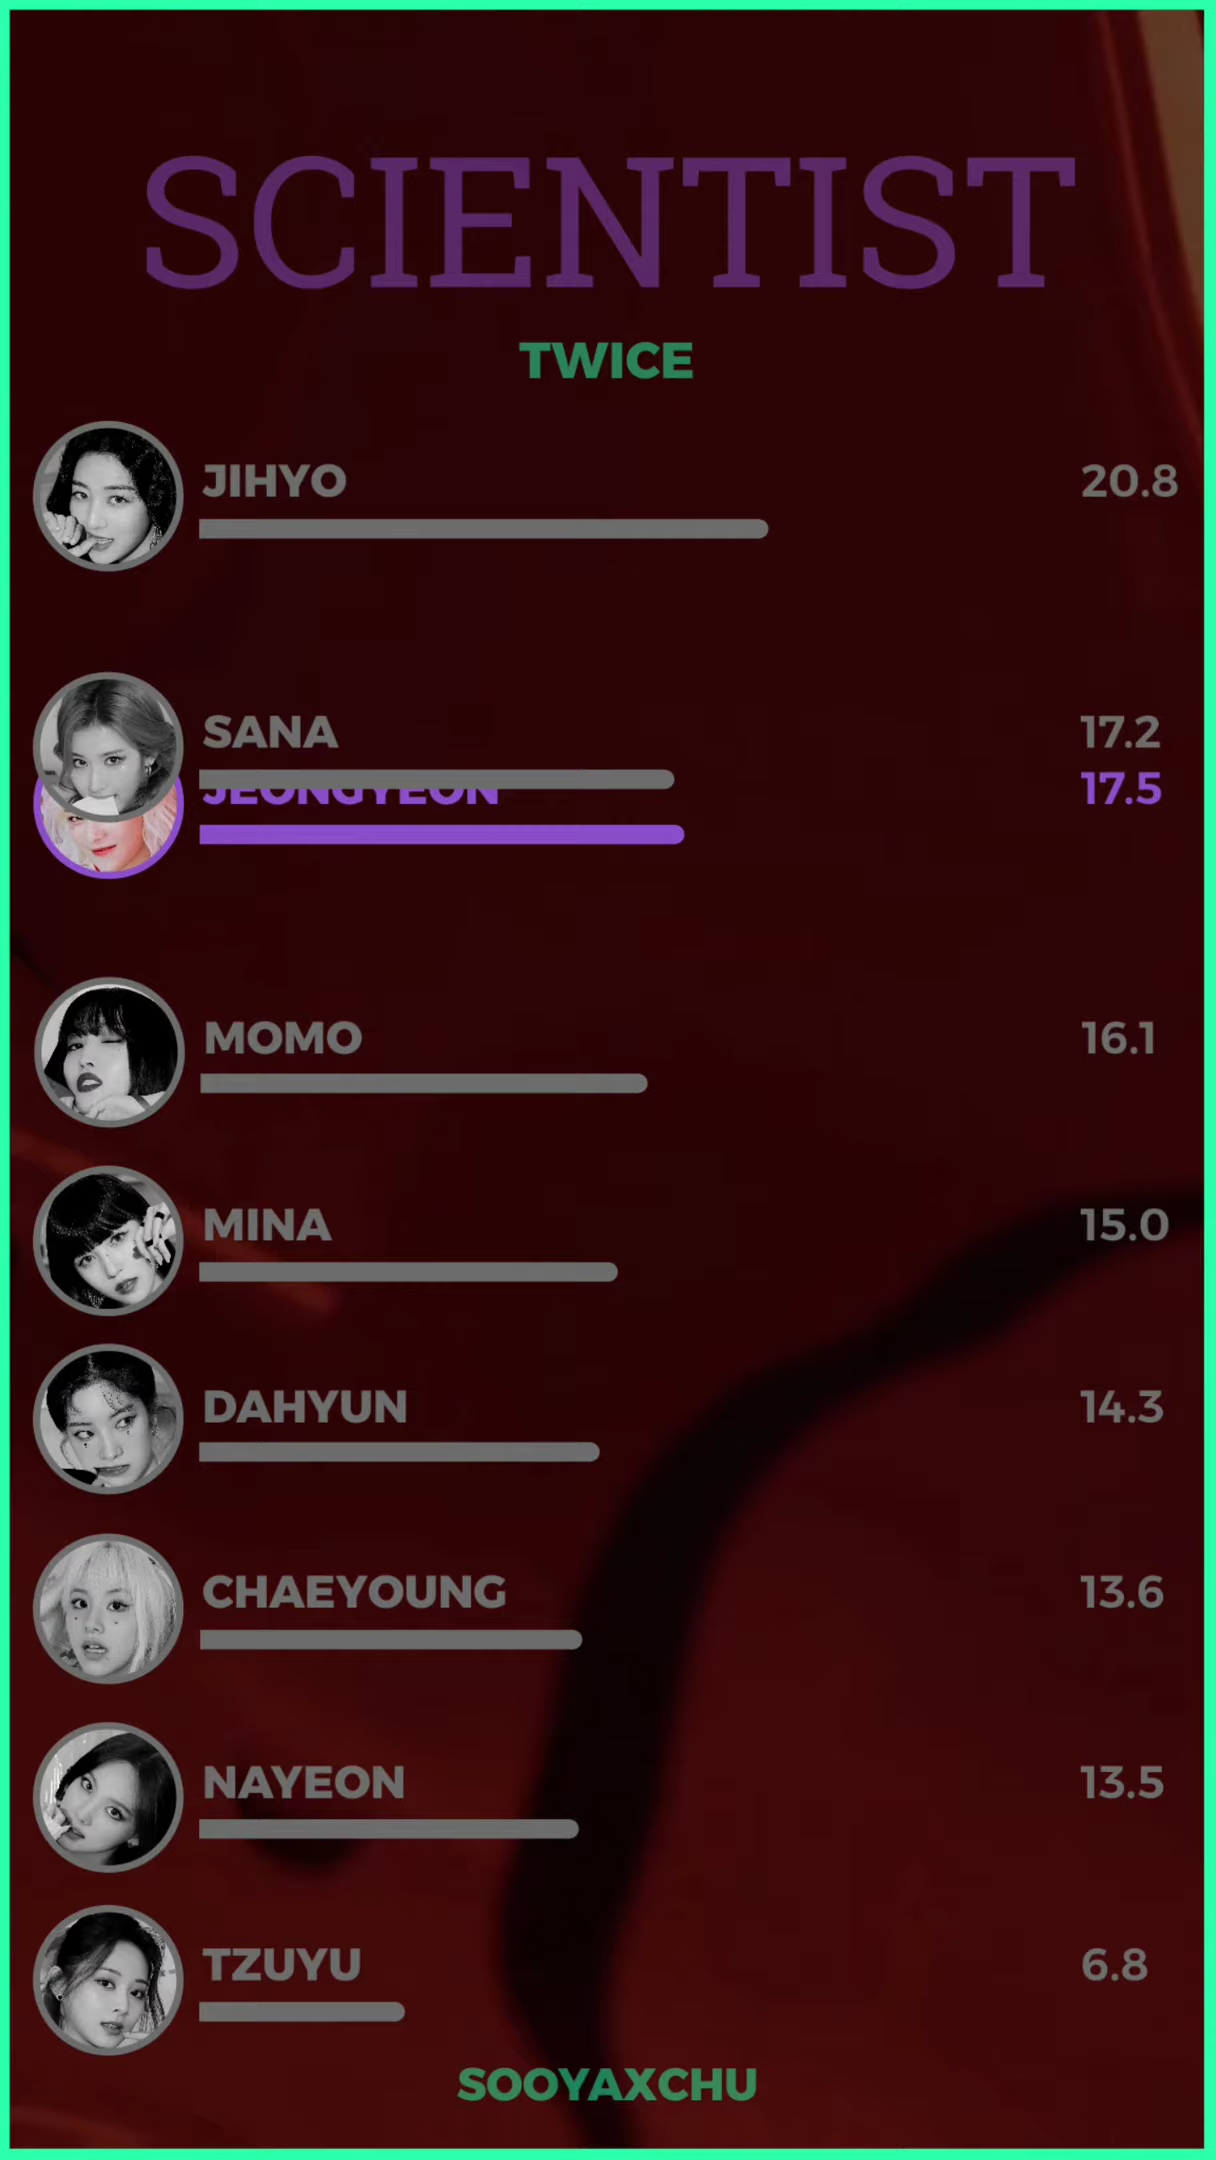 SCIENTIST
TWICE
JIHYO 20.8
SANA 17.2
JEONGYEON 17.5
MOMO 16.1
MINA 15.0
DAHYUN 14.3
CHAEYOUNG 13.6
NAYEON 13.5
TZUYU 6.8
SOOYAXCHU